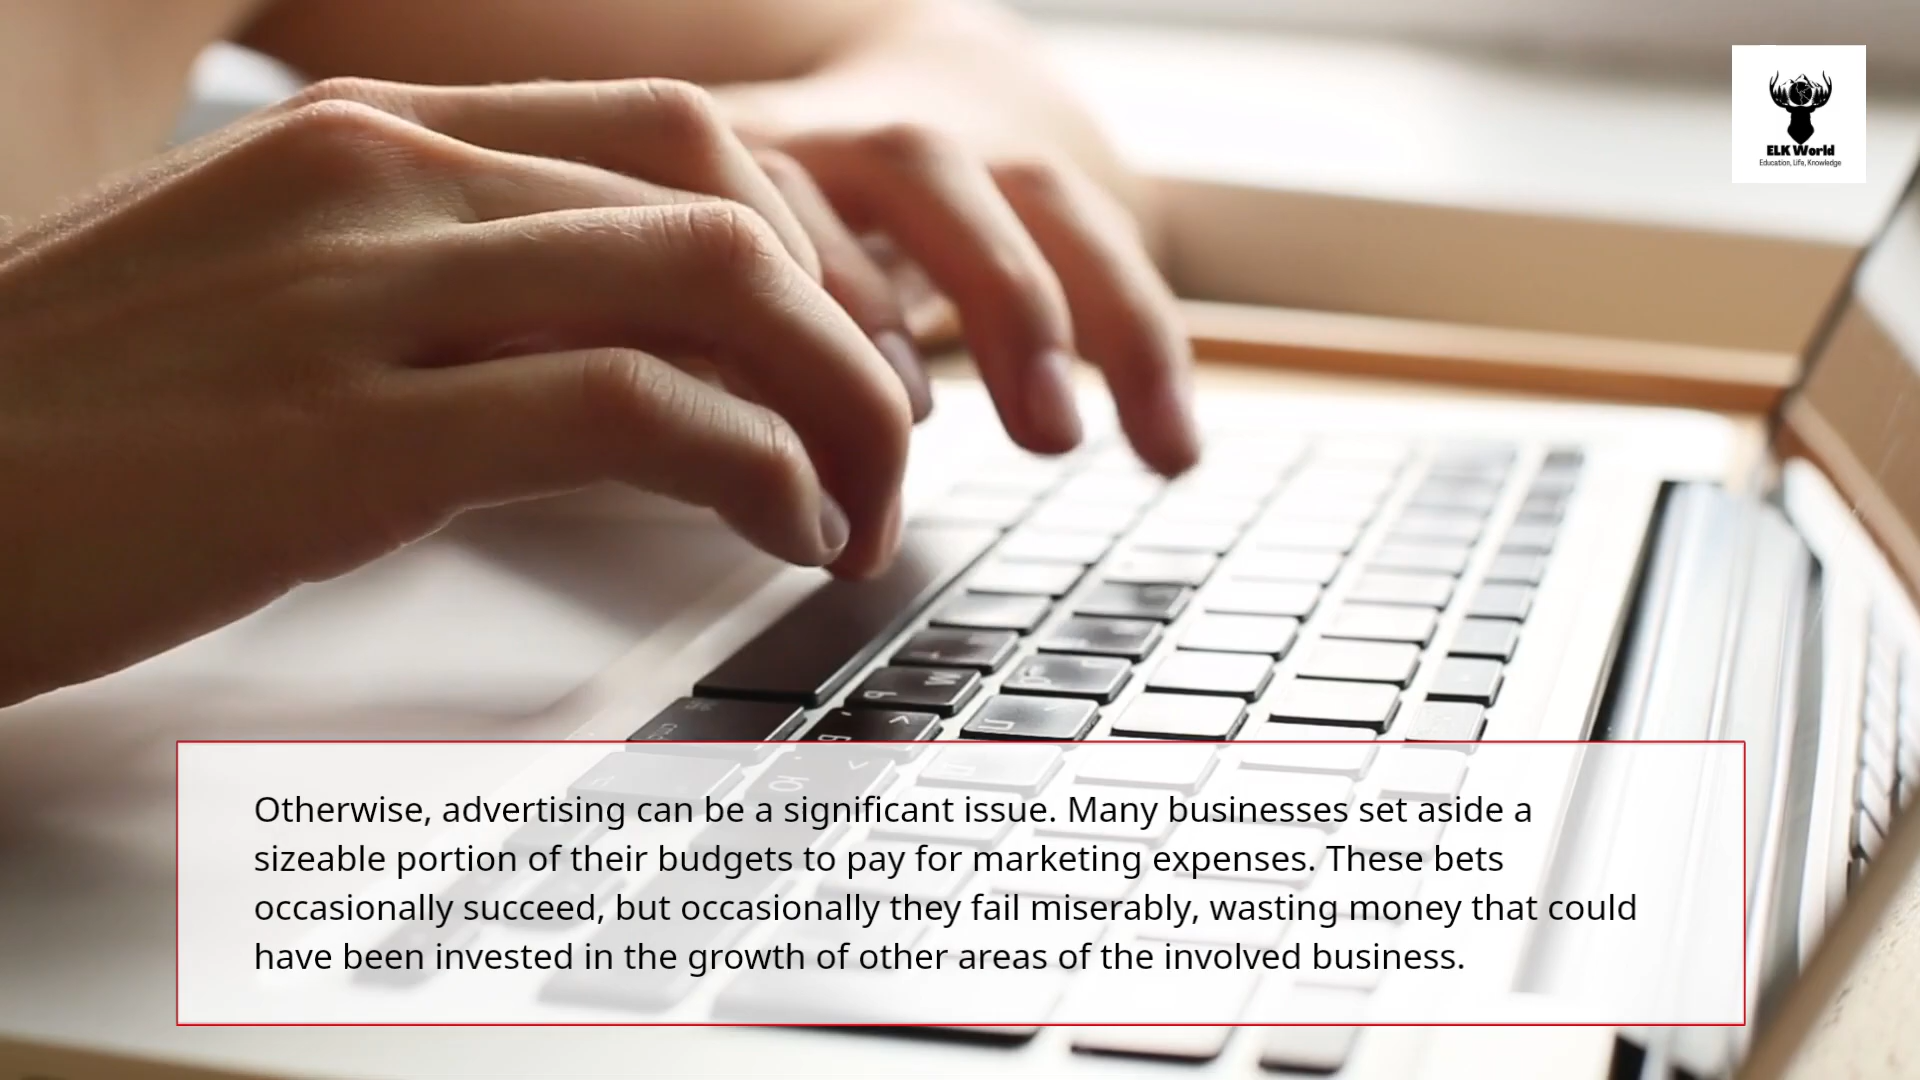 ELK World
Education, Life, Knowledge
Otherwise, advertising can be a significant issue. Many businesses set aside a
sizeable portion of their budgets to pay for marketing expenses. These bets
occasionally succeed, but occasionally they fail miserably, wasting money that could
have been invested in the growth of other areas of the involved business.